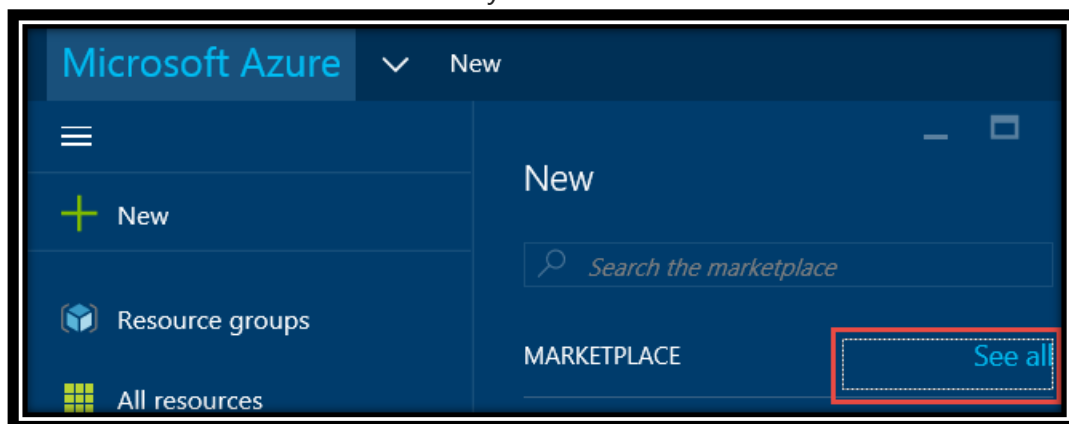 Microsoft Azure New
New
New
Search the marketplace
Resource groups
MARKETPLACE See all
All resources